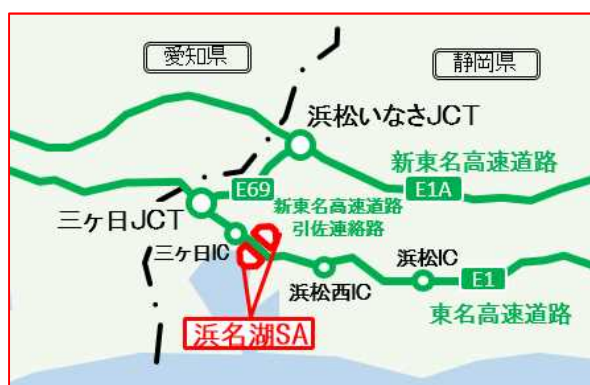 愛知県
静岡県
浜松いなさJCT
新東名高速道路
E1A
E69
三ヶ日JCT
新東名高速道路
引佐連絡路
三ヶ日IC
浜松西IC
浜松IC
E1
東名高速道路
浜名湖SA